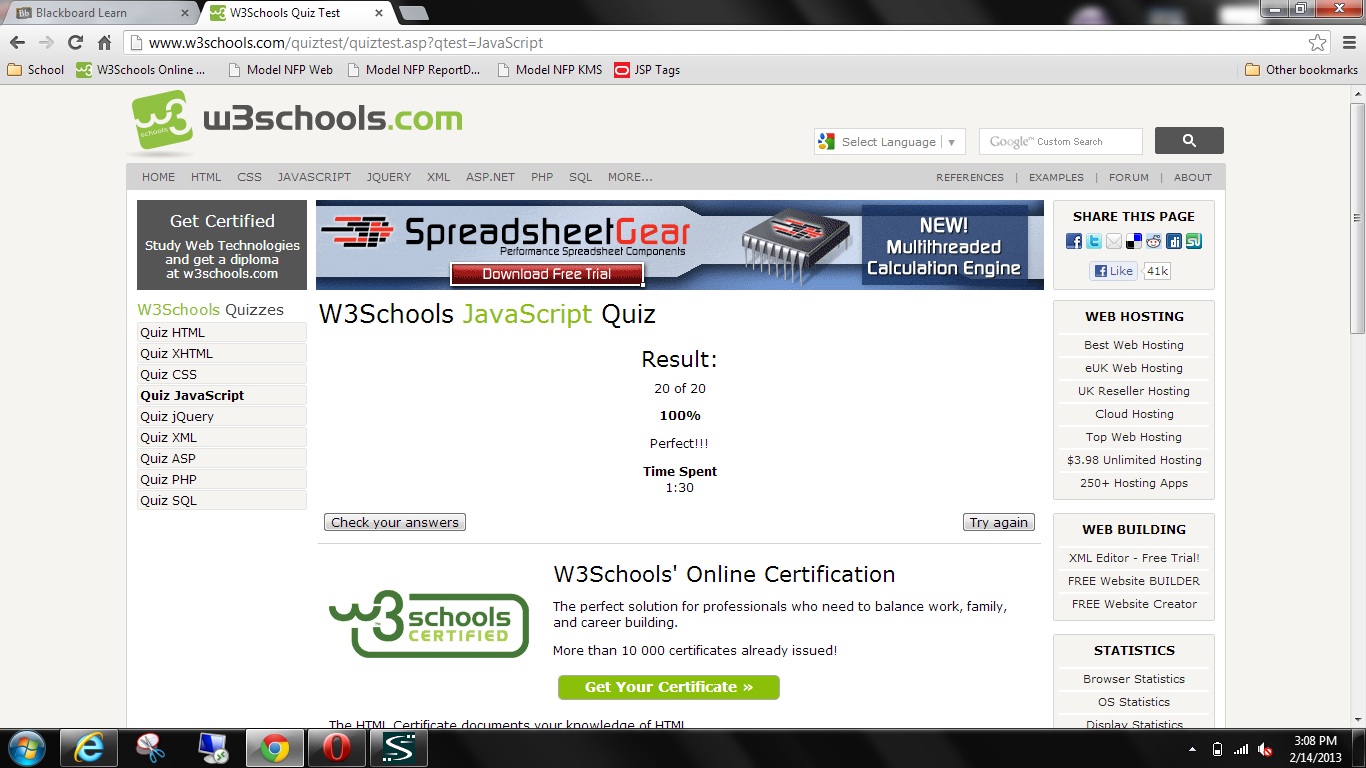 Blackboard Learn
W3Schools Quiz Test
www.w3schools.com/quiztest/quiztest.asp?qtest=JavaScript
School
W3Schools Online ...
Model NFP Web
Model NFP ReportD...
Model NFP KMS
JSP Tags
Other bookmarks
w3schools.com
Select Language
Google™ Custom Search
HOME HTML CSS JAVASCRIPT JQUERY XML ASP.NET PHP SQL MORE...
REFERENCES | EXAMPLES | FORUM | ABOUT
Get Certified
Study Web Technologies
and get a diploma
at w3schools.com
SpreadsheetGear
Performance Spreadsheet Components
Download Free Trial
NEW!
Multithreaded
Calculation Engine
SHARE THIS PAGE
Like 41k
W3Schools Quizzes
Quiz HTML
Quiz XHTML
Quiz CSS
Quiz JavaScript
Quiz jQuery
Quiz XML
Quiz ASP
Quiz PHP
Quiz SQL
W3Schools JavaScript Quiz
Result:
20 of 20
100%
Perfect!!!
Time Spent
1:30
Check your answers
Try again
W3Schools' Online Certification
The perfect solution for professionals who need to balance work, family,
and career building.
More than 10 000 certificates already issued!
Get Your Certificate »
w3schools
CERTIFIED
The HTML Certificate documents your knowledge of HTML
WEB HOSTING
Best Web Hosting
eUK Web Hosting
UK Reseller Hosting
Cloud Hosting
Top Web Hosting
$3.98 Unlimited Hosting
250+ Hosting Apps
WEB BUILDING
XML Editor - Free Trial!
FREE Website BUILDER
FREE Website Creator
STATISTICS
Browser Statistics
OS Statistics
Display Statistics
3:08 PM
2/14/2013